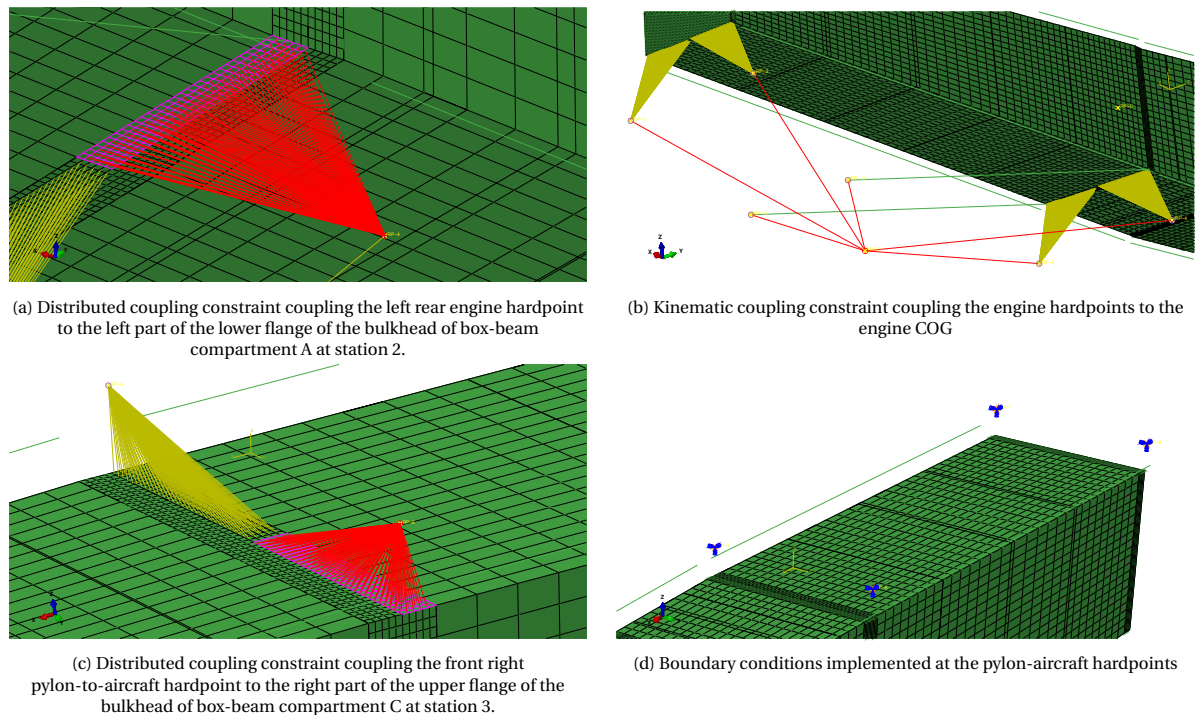 (a) Distributed coupling constraint coupling the left rear engine hardpoint
to the left part of the lower flange of the bulkhead of box-beam
compartment A at station 2.
(b) Kinematic coupling constraint coupling the engine hardpoints to the
engine COG
(c) Distributed coupling constraint coupling the front right
pylon-to-aircraft hardpoint to the right part of the upper flange of the
bulkhead of box-beam compartment C at station 3.
(d) Boundary conditions implemented at the pylon-aircraft hardpoints